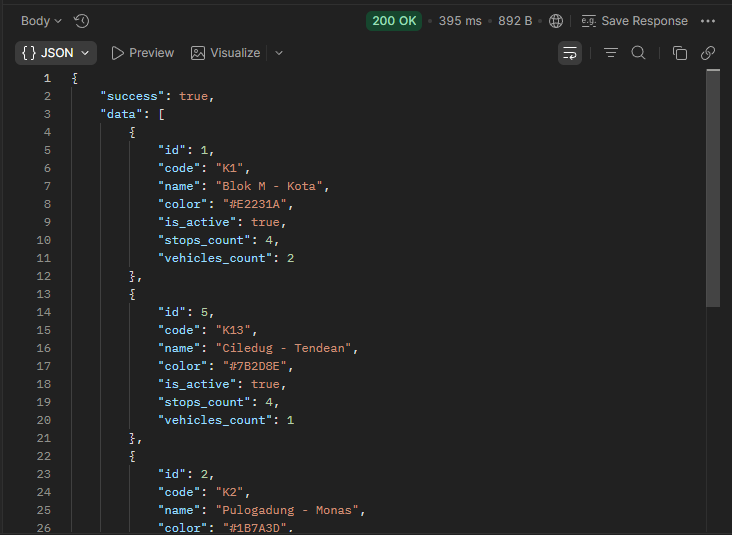 Body 200 OK • 395 ms • 892 B • e.g. Save Response
{} JSON Preview Visualize
1 {
2 "success": true,
3 "data": [
4 {
5 "id": 1,
6 "code": "K1",
7 "name": "Blok M - Kota",
8 "color": "#E2231A",
9 "is_active": true,
10 "stops_count": 4,
11 "vehicles_count": 2
12 },
13 {
14 "id": 5,
15 "code": "K13",
16 "name": "Ciledug - Tendean",
17 "color": "#7B2D8E",
18 "is_active": true,
19 "stops_count": 4,
20 "vehicles_count": 1
21 },
22 {
23 "id": 2,
24 "code": "K2",
25 "name": "Pulogadung - Monas",
26 "color": "#1B7A3D",